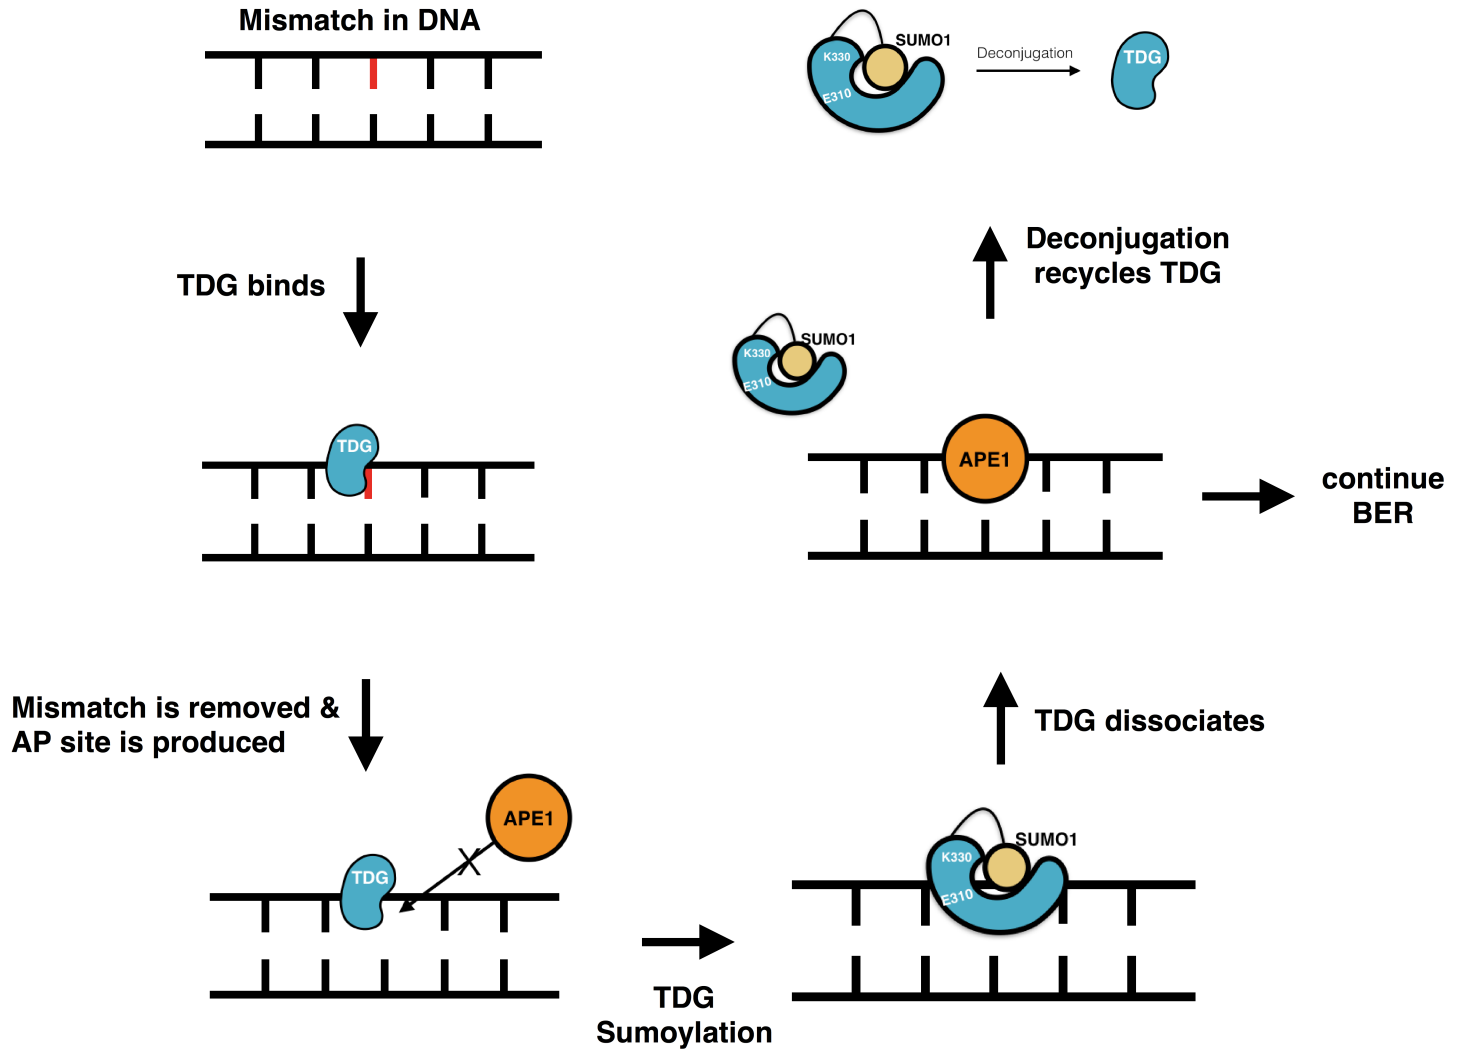 Mismatch in DNA
TDG binds
TDG
Mismatch is removed &
AP site is produced
APE1
X
TDG
TDG
Sumoylation
SUMO1
K330
E310
TDG dissociates
SUMO1
K330
E310
APE1
continue
BER
Deconjugation
recycles TDG
SUMO1
K330
E310
Deconjugation
TDG